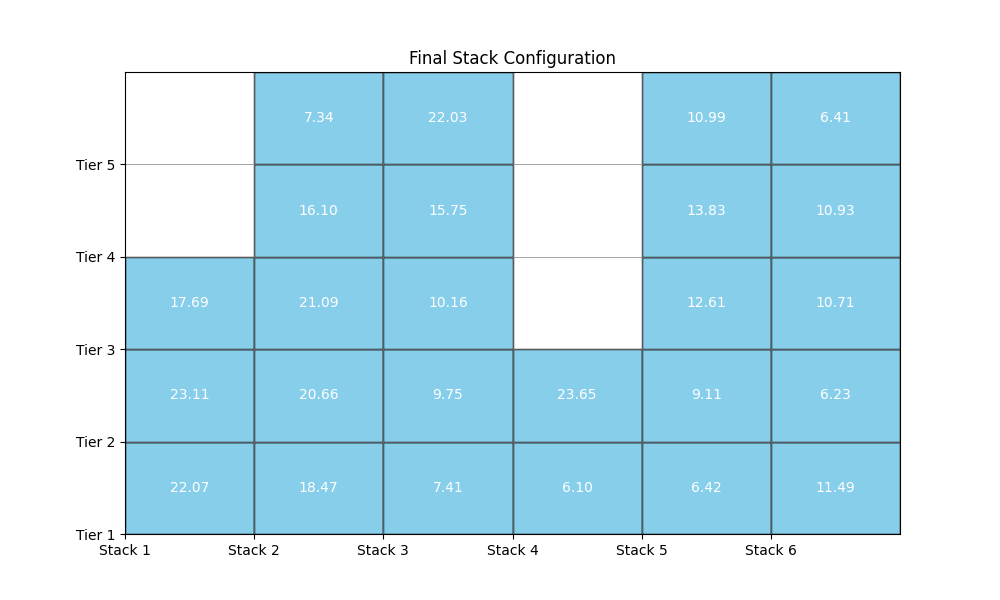 Final Stack Configuration
7.34 22.03 10.99 6.41
Tier 5
16.10 15.75 13.83 10.93
Tier 4
17.69 21.09 10.16 12.61 10.71
Tier 3
23.11 20.66 9.75 23.65 9.11 6.23
Tier 2
22.07 18.47 7.41 6.10 6.42 11.49
Tier 1
Stack 1 Stack 2 Stack 3 Stack 4 Stack 5 Stack 6